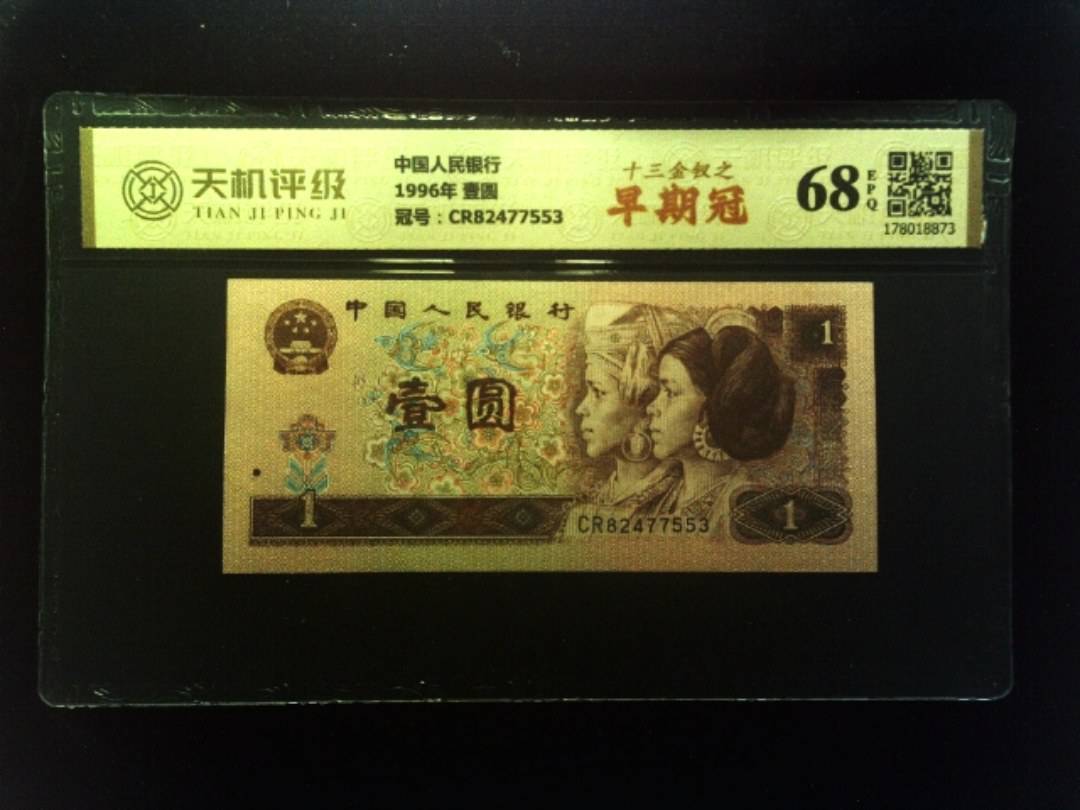 天机评级
TIAN JI PING JI
中国人民银行
1996年 壹圆
冠号：CR82477553
十三金钗之
早期冠
68
EPQ
178018873
中国人民银行
壹圆
1
1
CR82477553
1